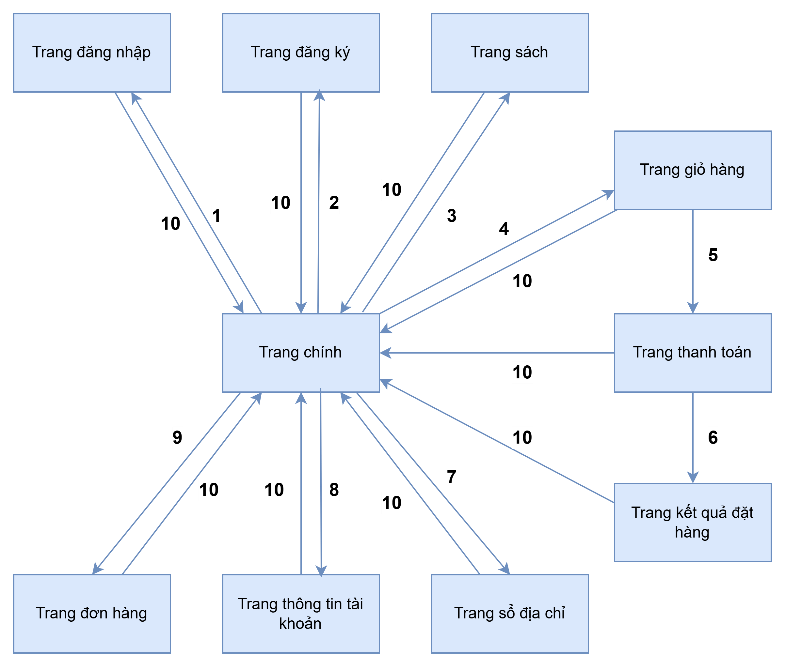 Trang đăng nhập
Trang đăng ký
Trang sách
Trang giỏ hàng
10
1
10
2
10
3
4
10
5
Trang chính
Trang thanh toán
10
10
6
9
10
10
8
7
10
Trang kết quả đặt
hàng
Trang đơn hàng
Trang thông tin tài
khoản
Trang sổ địa chỉ